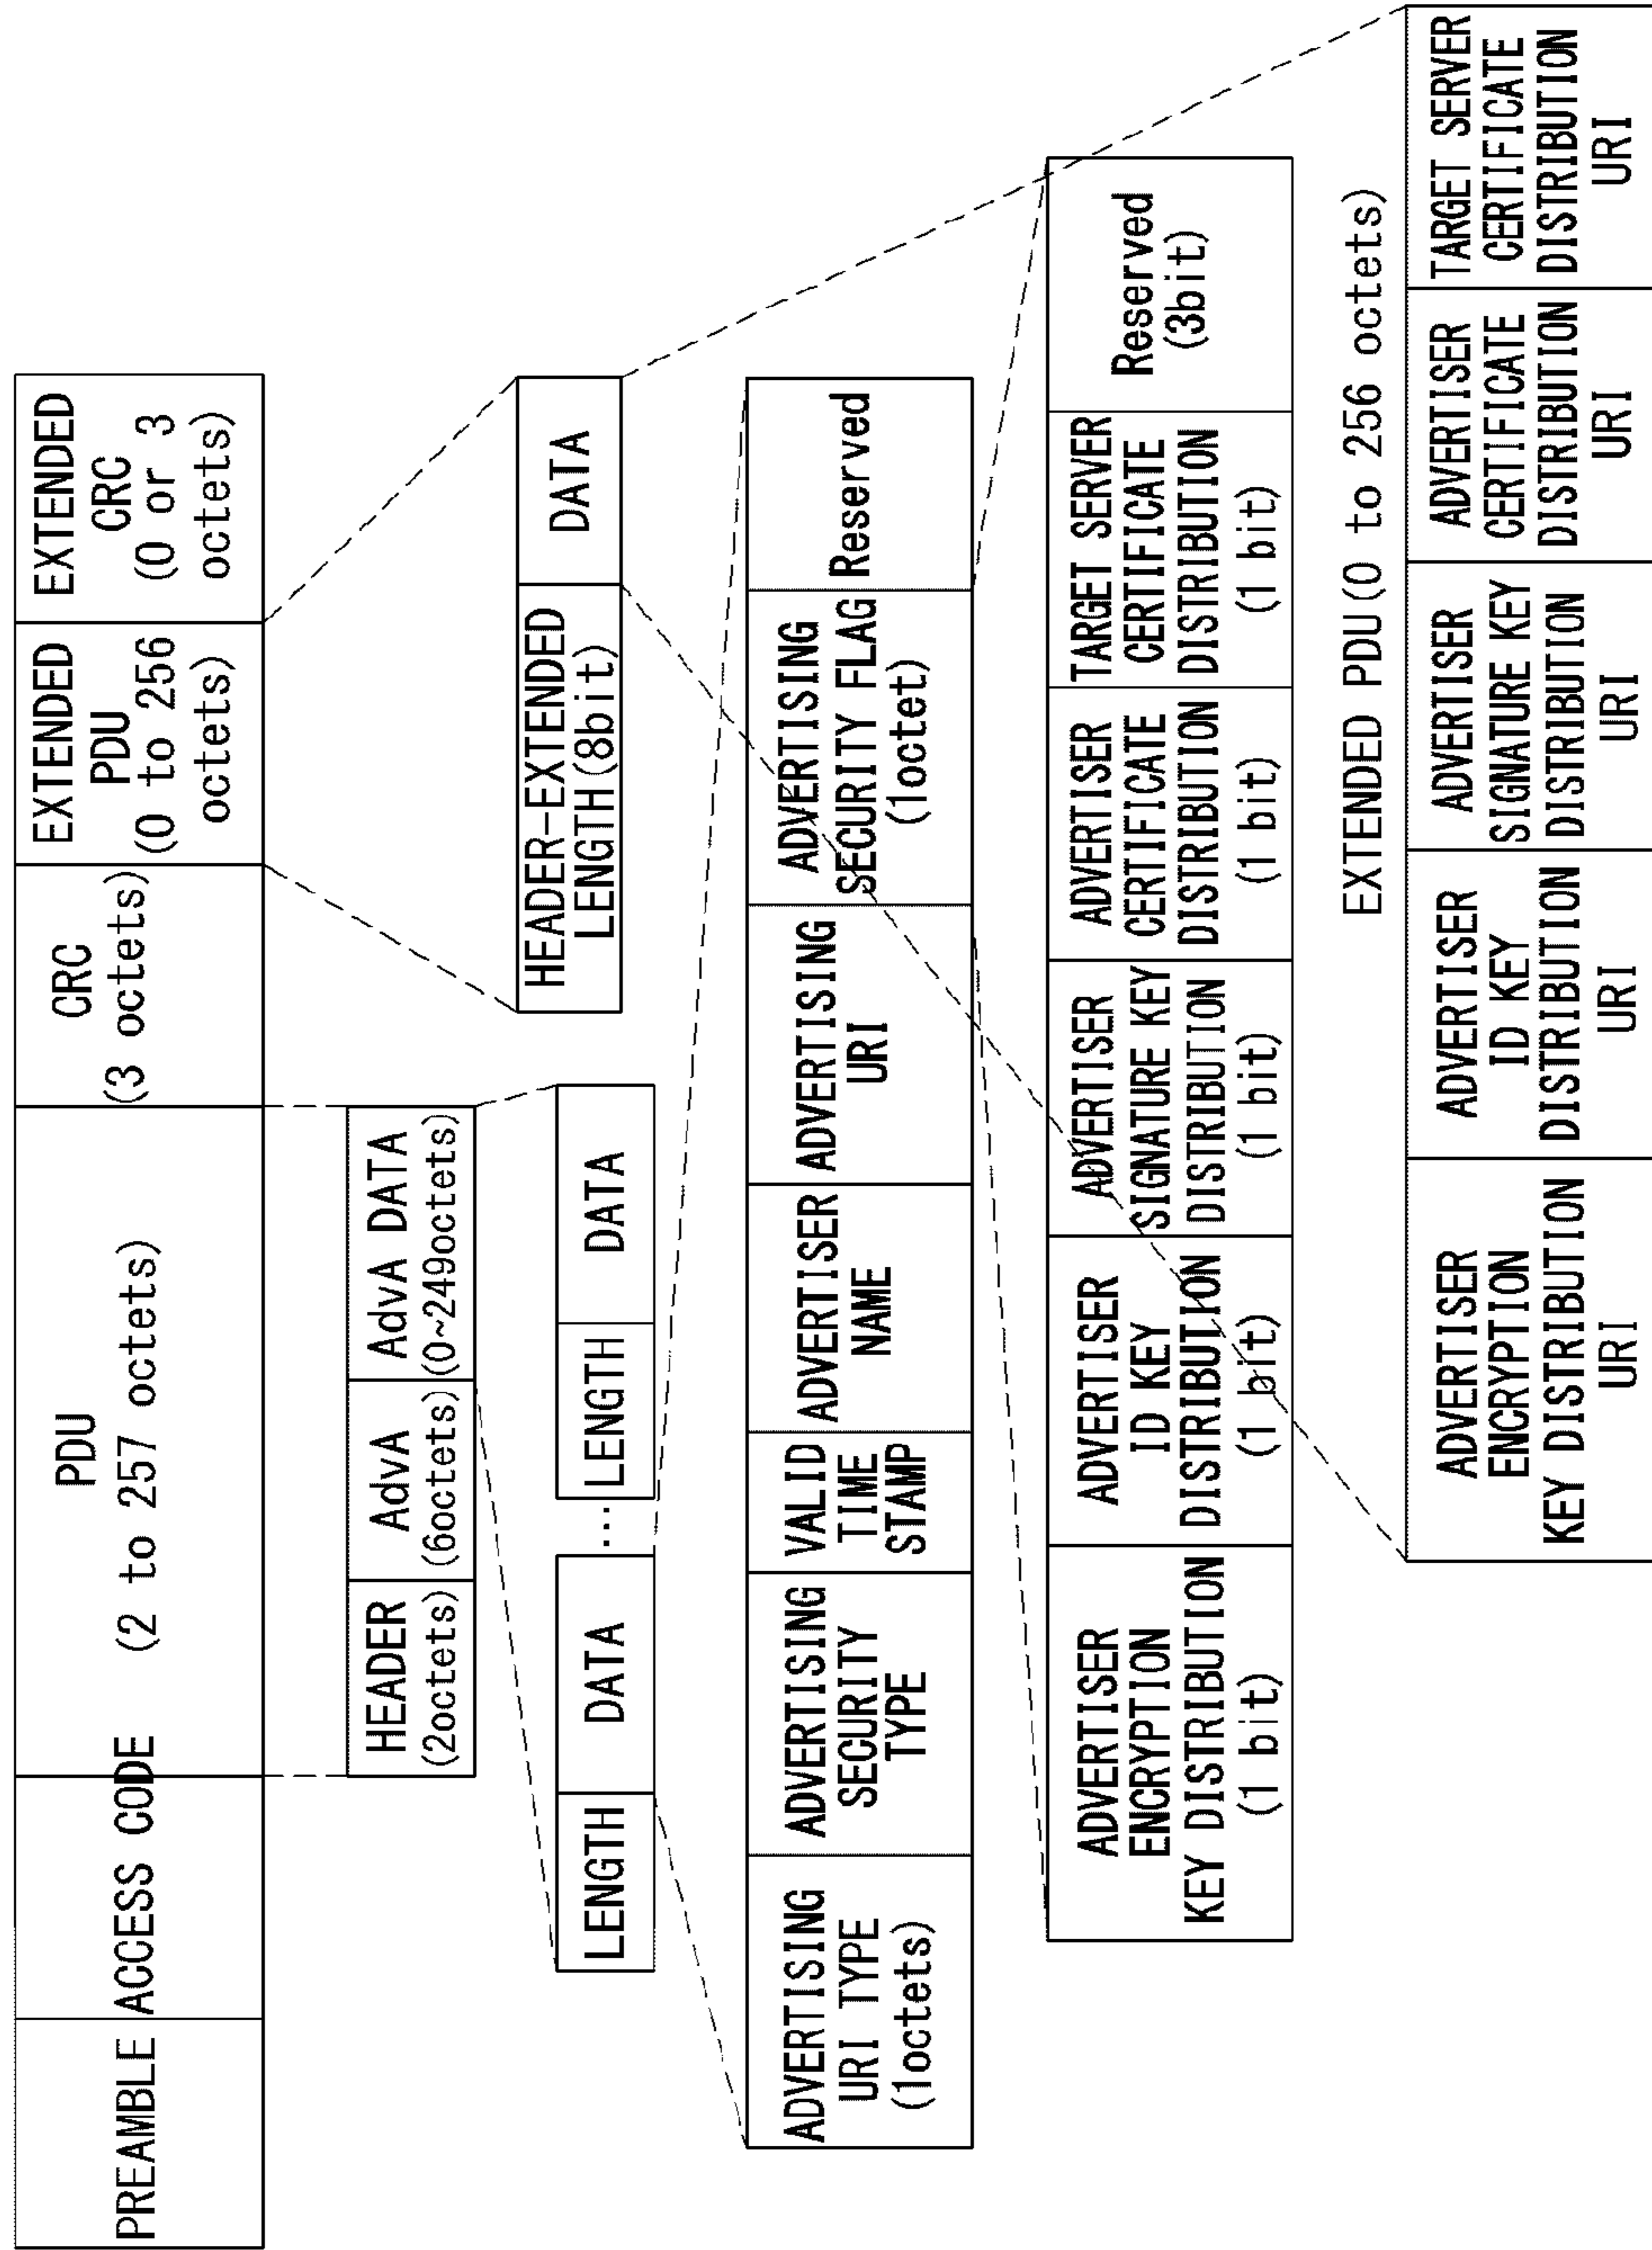 PREAMBLE
ACCESS CODE
PDU
(2 to 257 octets)
CRC
(3 octets)
EXTENDED
PDU
(0 to 256
octets)
EXTENDED
CRC
(0 or 3
octets)
HEADER
(2octets)
AdvA
(6octets)
AdvA DATA
(0~249octets)
HEADER-EXTENDED
LENGTH(8bit)
DATA
LENGTH
DATA
...
LENGTH
DATA
ADVERTISING
URI TYPE
(1octets)
ADVERTISING
SECURITY
TYPE
VALID
TIME
STAMP
ADVERTISER
NAME
ADVERTISING
URI
ADVERTISING
SECURITY FLAG
(1octet)
Reserved
ADVERTISER
ENCRYPTION
KEY DISTRIBUTION
(1 bit)
ADVERTISER
ID KEY
DISTRIBUTION
(1 bit)
ADVERTISER
SIGNATURE KEY
DISTRIBUTION
(1 bit)
ADVERTISER
CERTIFICATE
DISTRIBUTION
(1 bit)
TARGET SERVER
CERTIFICATE
DISTRIBUTION
(1 bit)
Reserved
(3bit)
EXTENDED PDU(0 to 256 octets)
ADVERTISER
ENCRYPTION
KEY DISTRIBUTION
URI
ADVERTISER
ID KEY
DISTRIBUTION
URI
ADVERTISER
SIGNATURE KEY
DISTRIBUTION
URI
ADVERTISER
CERTIFICATE
DISTRIBUTION
URI
TARGET SERVER
CERTIFICATE
DISTRIBUTION
URI